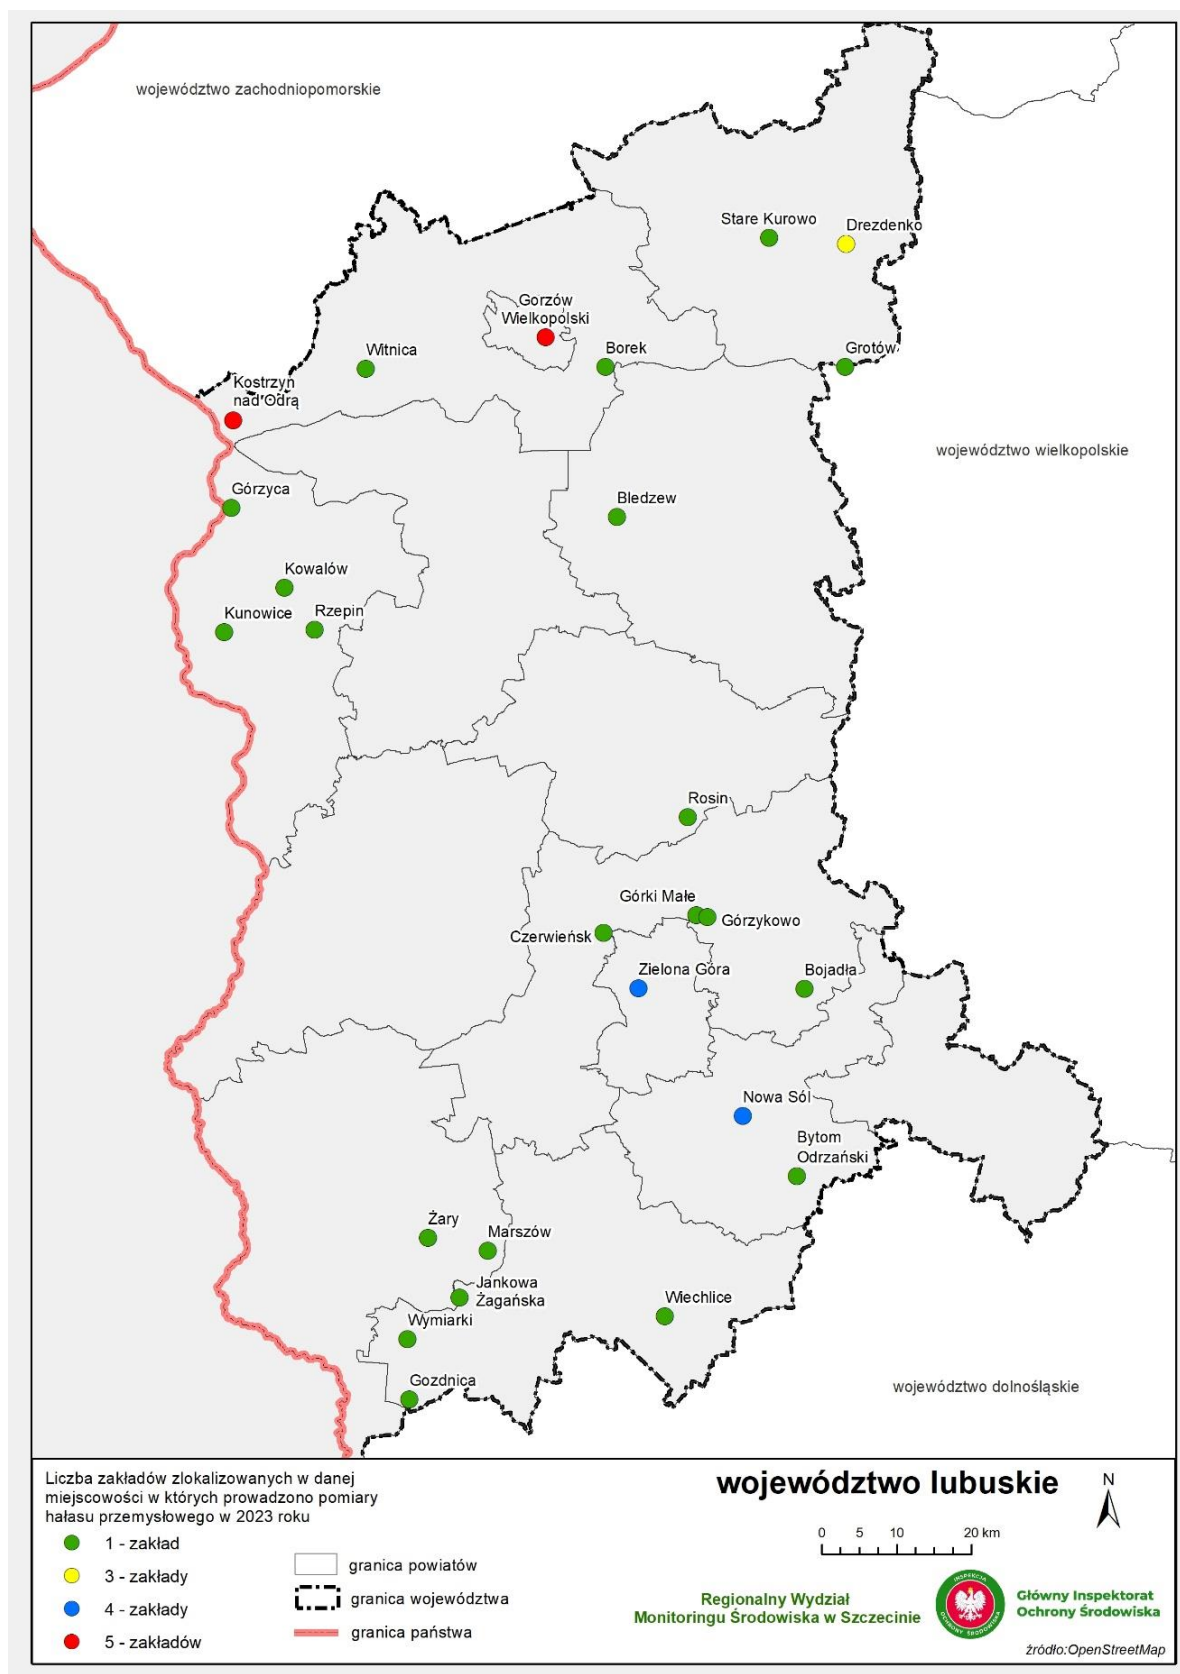 województwo zachodniopomorskie
Stare Kurowo
Drezdenko
Gorzów
Wielkopolski
Witnica
Borek
Grotów
Kostrzyn
nad Odrą
województwo wielkopolskie
Górzyca
Bledzew
Kowalów
Kunowice
Rzepin
Rosin
Górki Małe
Górzykowo
Czerwieńsk
Zielona Góra
Bojadła
Nowa Sól
Bytom
Odrzański
Żary
Marszów
Jankowa
Żagańska
Wiechlice
Wymiarki
Gozdnica
województwo dolnośląskie
Liczba zakładów zlokalizowanych w danej
miejscowości w których prowadzono pomiary
hałasu przemysłowego w 2023 roku
1 - zakład
3 - zakłady
4 - zakłady
5 - zakładów
granica powiatów
granica województwa
granica państwa
województwo lubuskie
N
0 5 10 20 km
Regionalny Wydział
Monitoringu Środowiska w Szczecinie
INSPEKCJA
OCHRONY ŚRODOWISKA
Główny Inspektorat
Ochrony Środowiska
źródło:OpenStreetMap